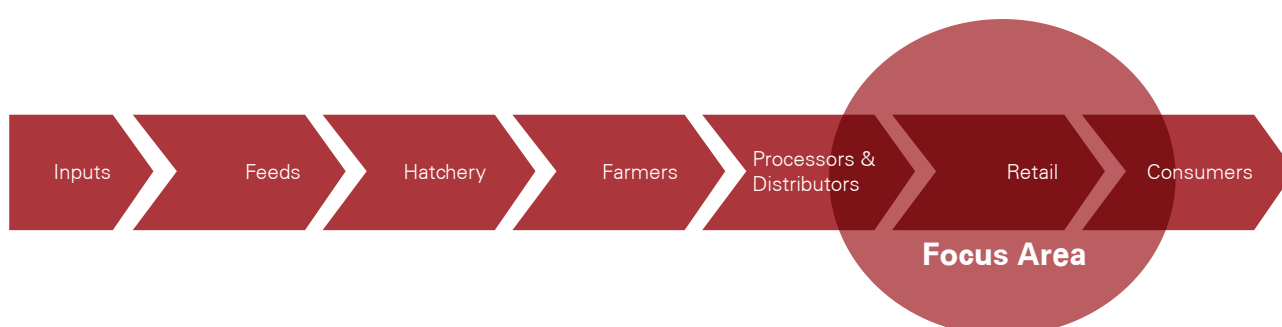 Inputs
Feeds
Hatchery
Farmers
Processors &
Distributors
Retail
Consumers
Focus Area